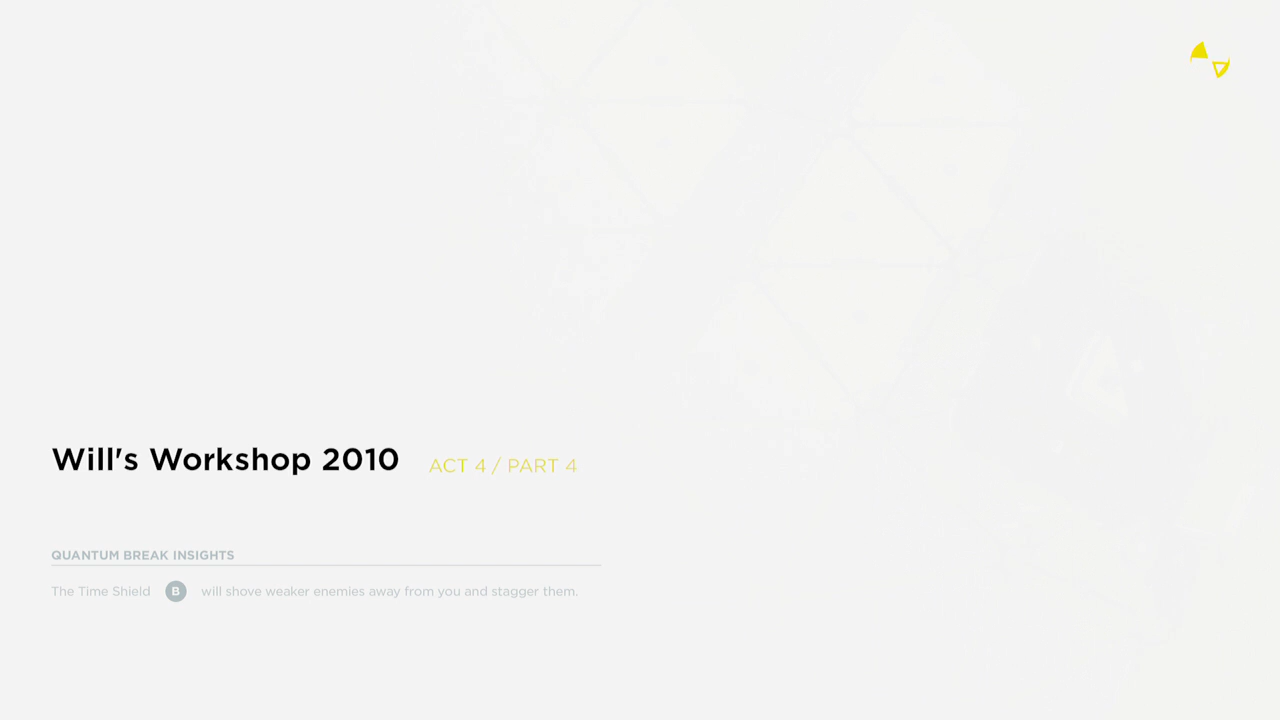 Will's Workshop 2010 ACT 4 / PART 4
QUANTUM BREAK INSIGHTS
The Time Shield B will shove weaker enemies away from you and stagger them.